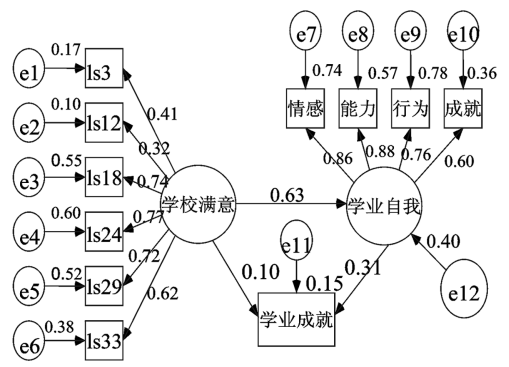 e7 e8 e9 e10
0.74 0.57 0.78 0.36
情感 能力 行为 成就
0.86 0.88 0.76 0.60
e1 0.17 ls3
0.41
e2 0.10 ls12
0.32
e3 0.55 ls18
0.74
e4 0.60 ls24
0.77
e5 0.52 ls29
0.72
e6 0.38 ls33
0.62
学校满意 0.63 学业自我
e11
0.10 0.15 0.31
学业成就
0.40
e12